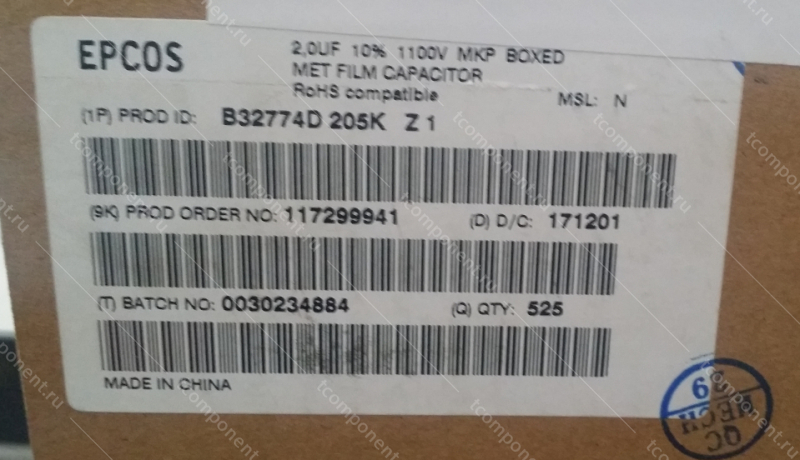 EPCOS
2,0UF 10% 1100V MKP BOXED
MET FILM CAPACITOR
RoHS compatible
MSL: N
(1P) PROD ID: B32774D 205K Z 1
(9K) PROD ORDER NO: 117299941 (D) D/C: 171201
(T) BATCH NO: 0030234884 (Q) QTY: 525
MADE IN CHINA
39
QC
tcomponent.ru